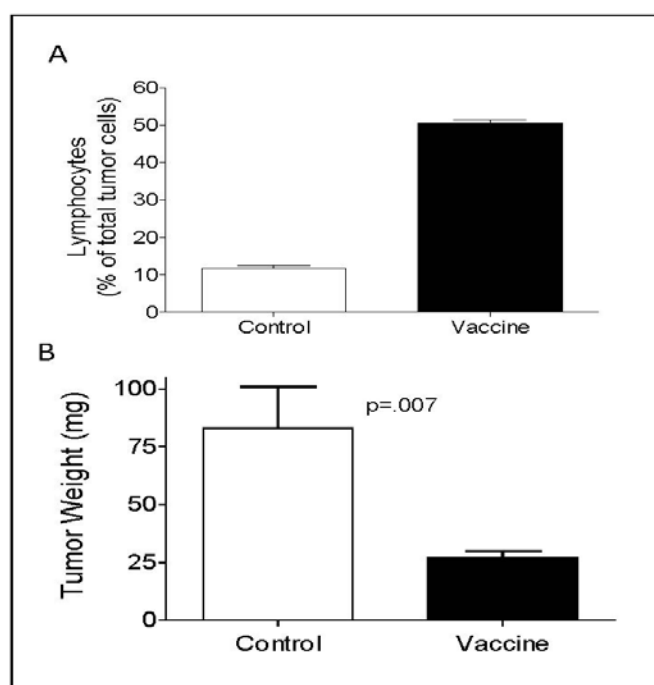 A
Lymphocytes
(% of total tumor cells)
60
50
40
30
20
10
0
Control Vaccine
B
Tumor Weight (mg)
100
75
50
25
0
p=.007
Control Vaccine